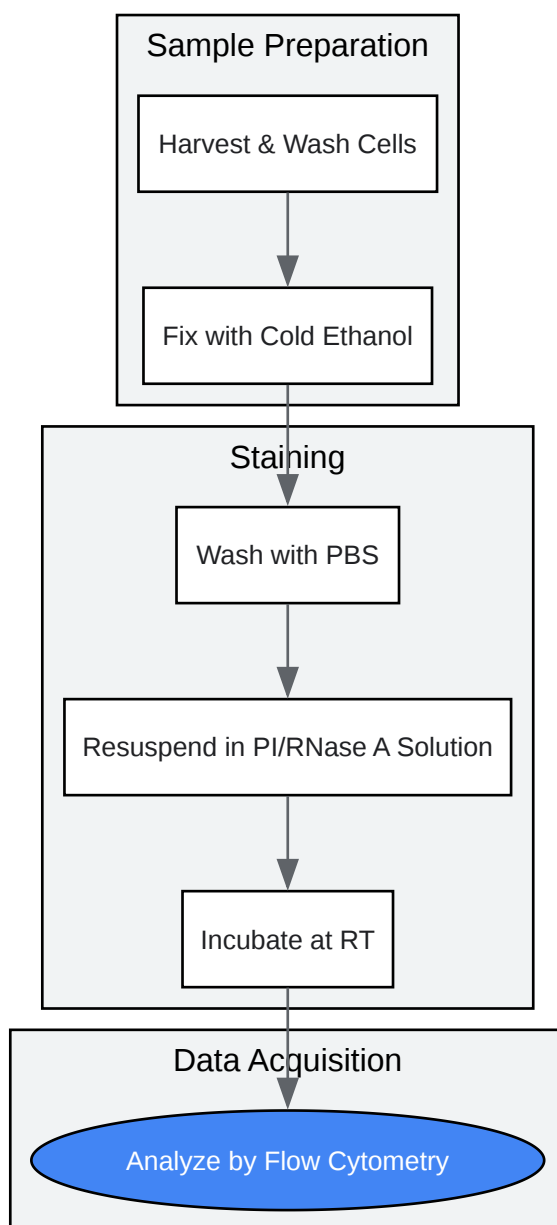 Sample Preparation
Harvest & Wash Cells
Fix with Cold Ethanol
Staining
Wash with PBS
Resuspend in PI/RNase A Solution
Incubate at RT
Data Acquisition
Analyze by Flow Cytometry